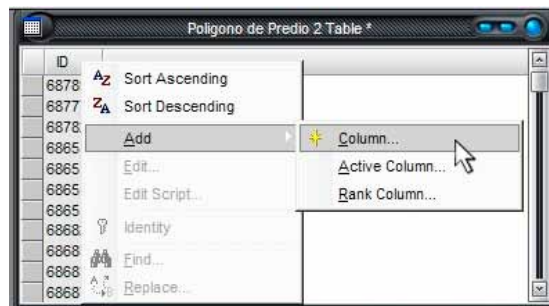 Poligono de Predio 2 Table *
ID
6878
6877
6878
6865
6865
6865
6865
6868
6868
6868
6868
Sort Ascending
Sort Descending
Add
Edit...
Edit Script...
Identity
Find...
Replace...
Column...
Active Column...
Rank Column...